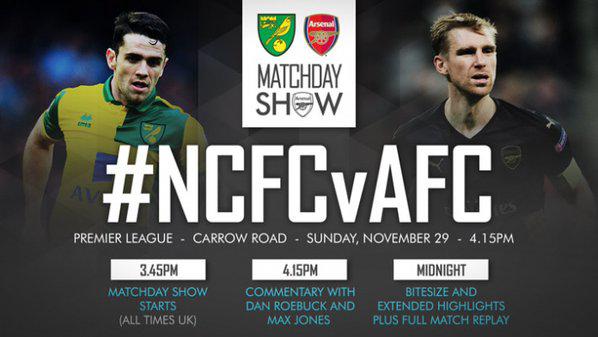 Arsenal
MATCHDAY
SHOW
#NCFCvAFC
PREMIER LEAGUE - CARROW ROAD - SUNDAY, NOVEMBER 29 - 4.15PM
3.45PM
MATCHDAY SHOW
STARTS
(ALL TIMES UK)
4.15PM
COMMENTARY WITH
DAN ROEBUCK AND
MAX JONES
MIDNIGHT
BITESIZE AND
EXTENDED HIGHLIGHTS
PLUS FULL MATCH REPLAY